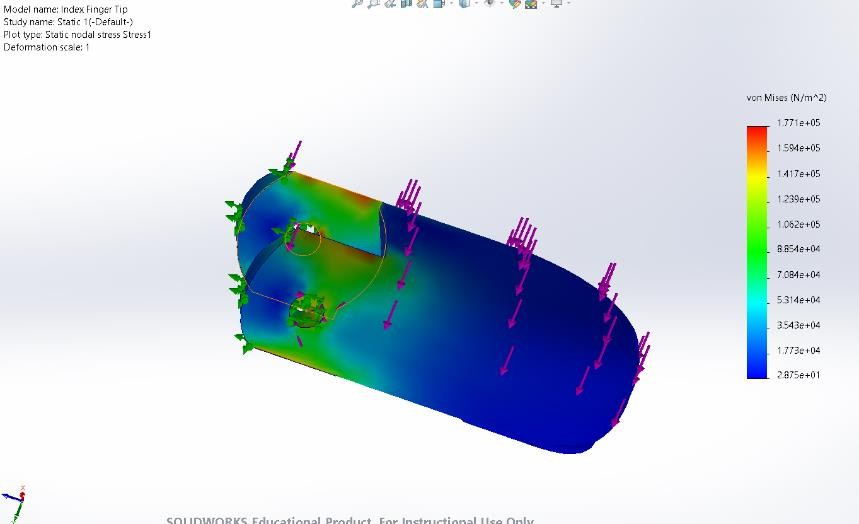 Model name: Index Finger Tip
Study name: Static 1(-Default-)
Plot type: Static nodal stress Stress1
Deformation scale: 1
von Mises (N/m^2)
1.771e+05
1.594e+05
1.417e+05
1.239e+05
1.062e+05
8.854e+04
7.084e+04
5.314e+04
3.543e+04
1.773e+04
2.875e+01
x
SOLIDWORKS Educational Product. For Instructional Use Only.